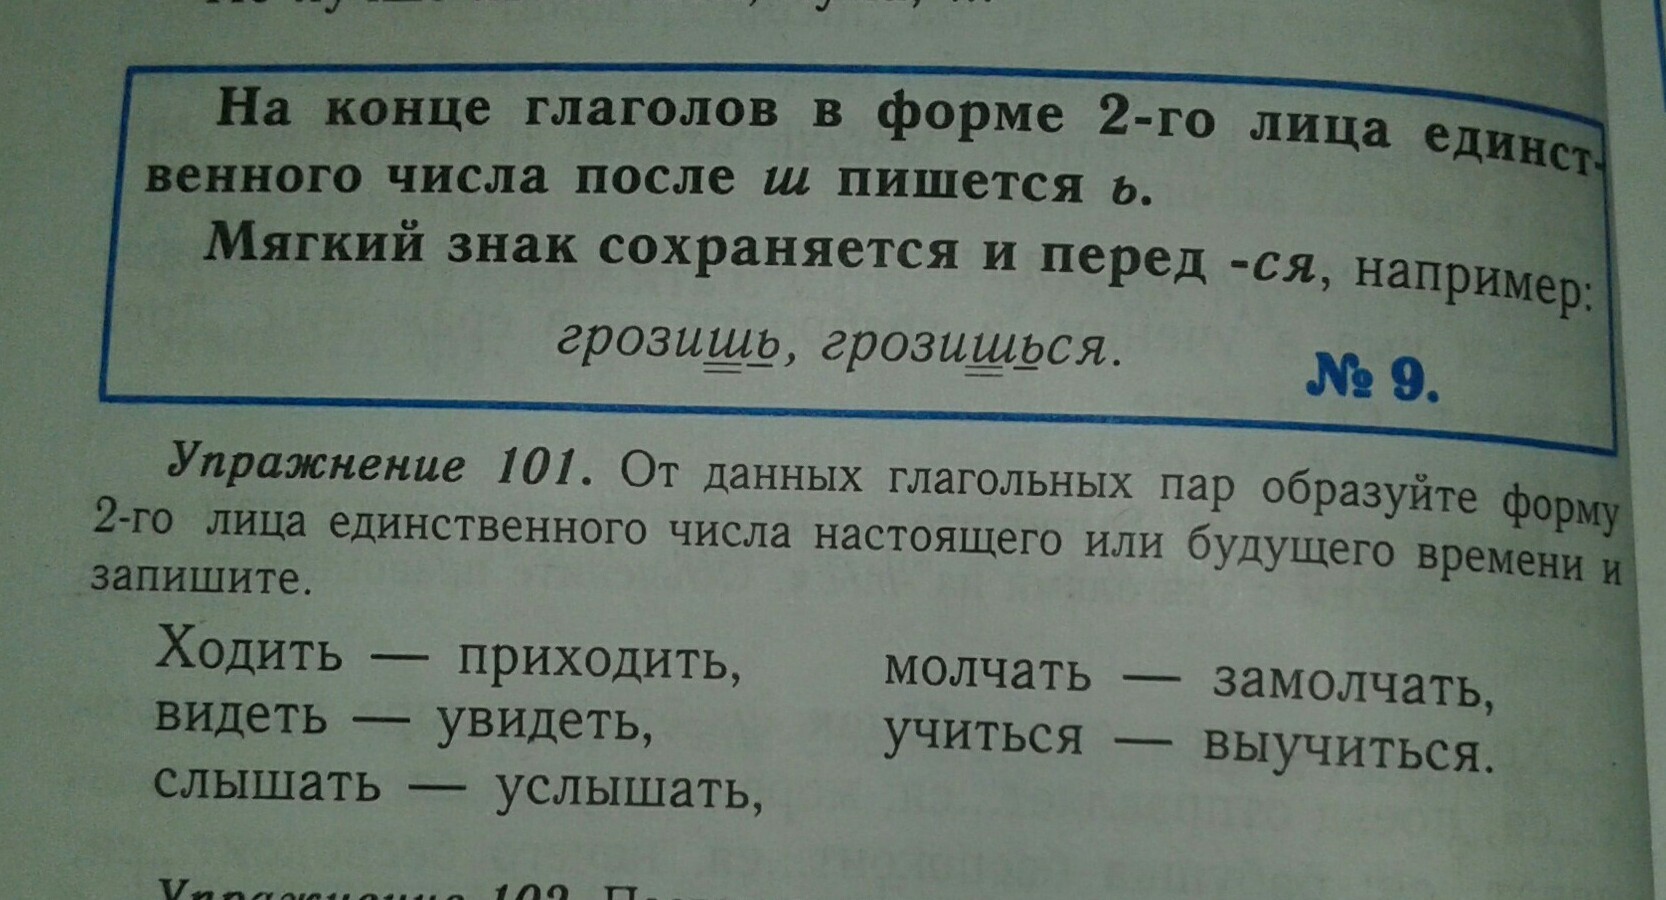 На конце глаголов в форме 2-го лица единст-
венного числа после ш пишется ь.
Мягкий знак сохраняется и перед -ся, например:
грозишь, грозишься.
№ 9.
Упражнение 101. От данных глагольных пар образуйте форму
2-го лица единственного числа настоящего или будущего времени и
запишите.
Ходить — приходить,
видеть — увидеть,
слышать — услышать,
молчать — замолчать,
учиться — выучиться.
Упражнение 102.